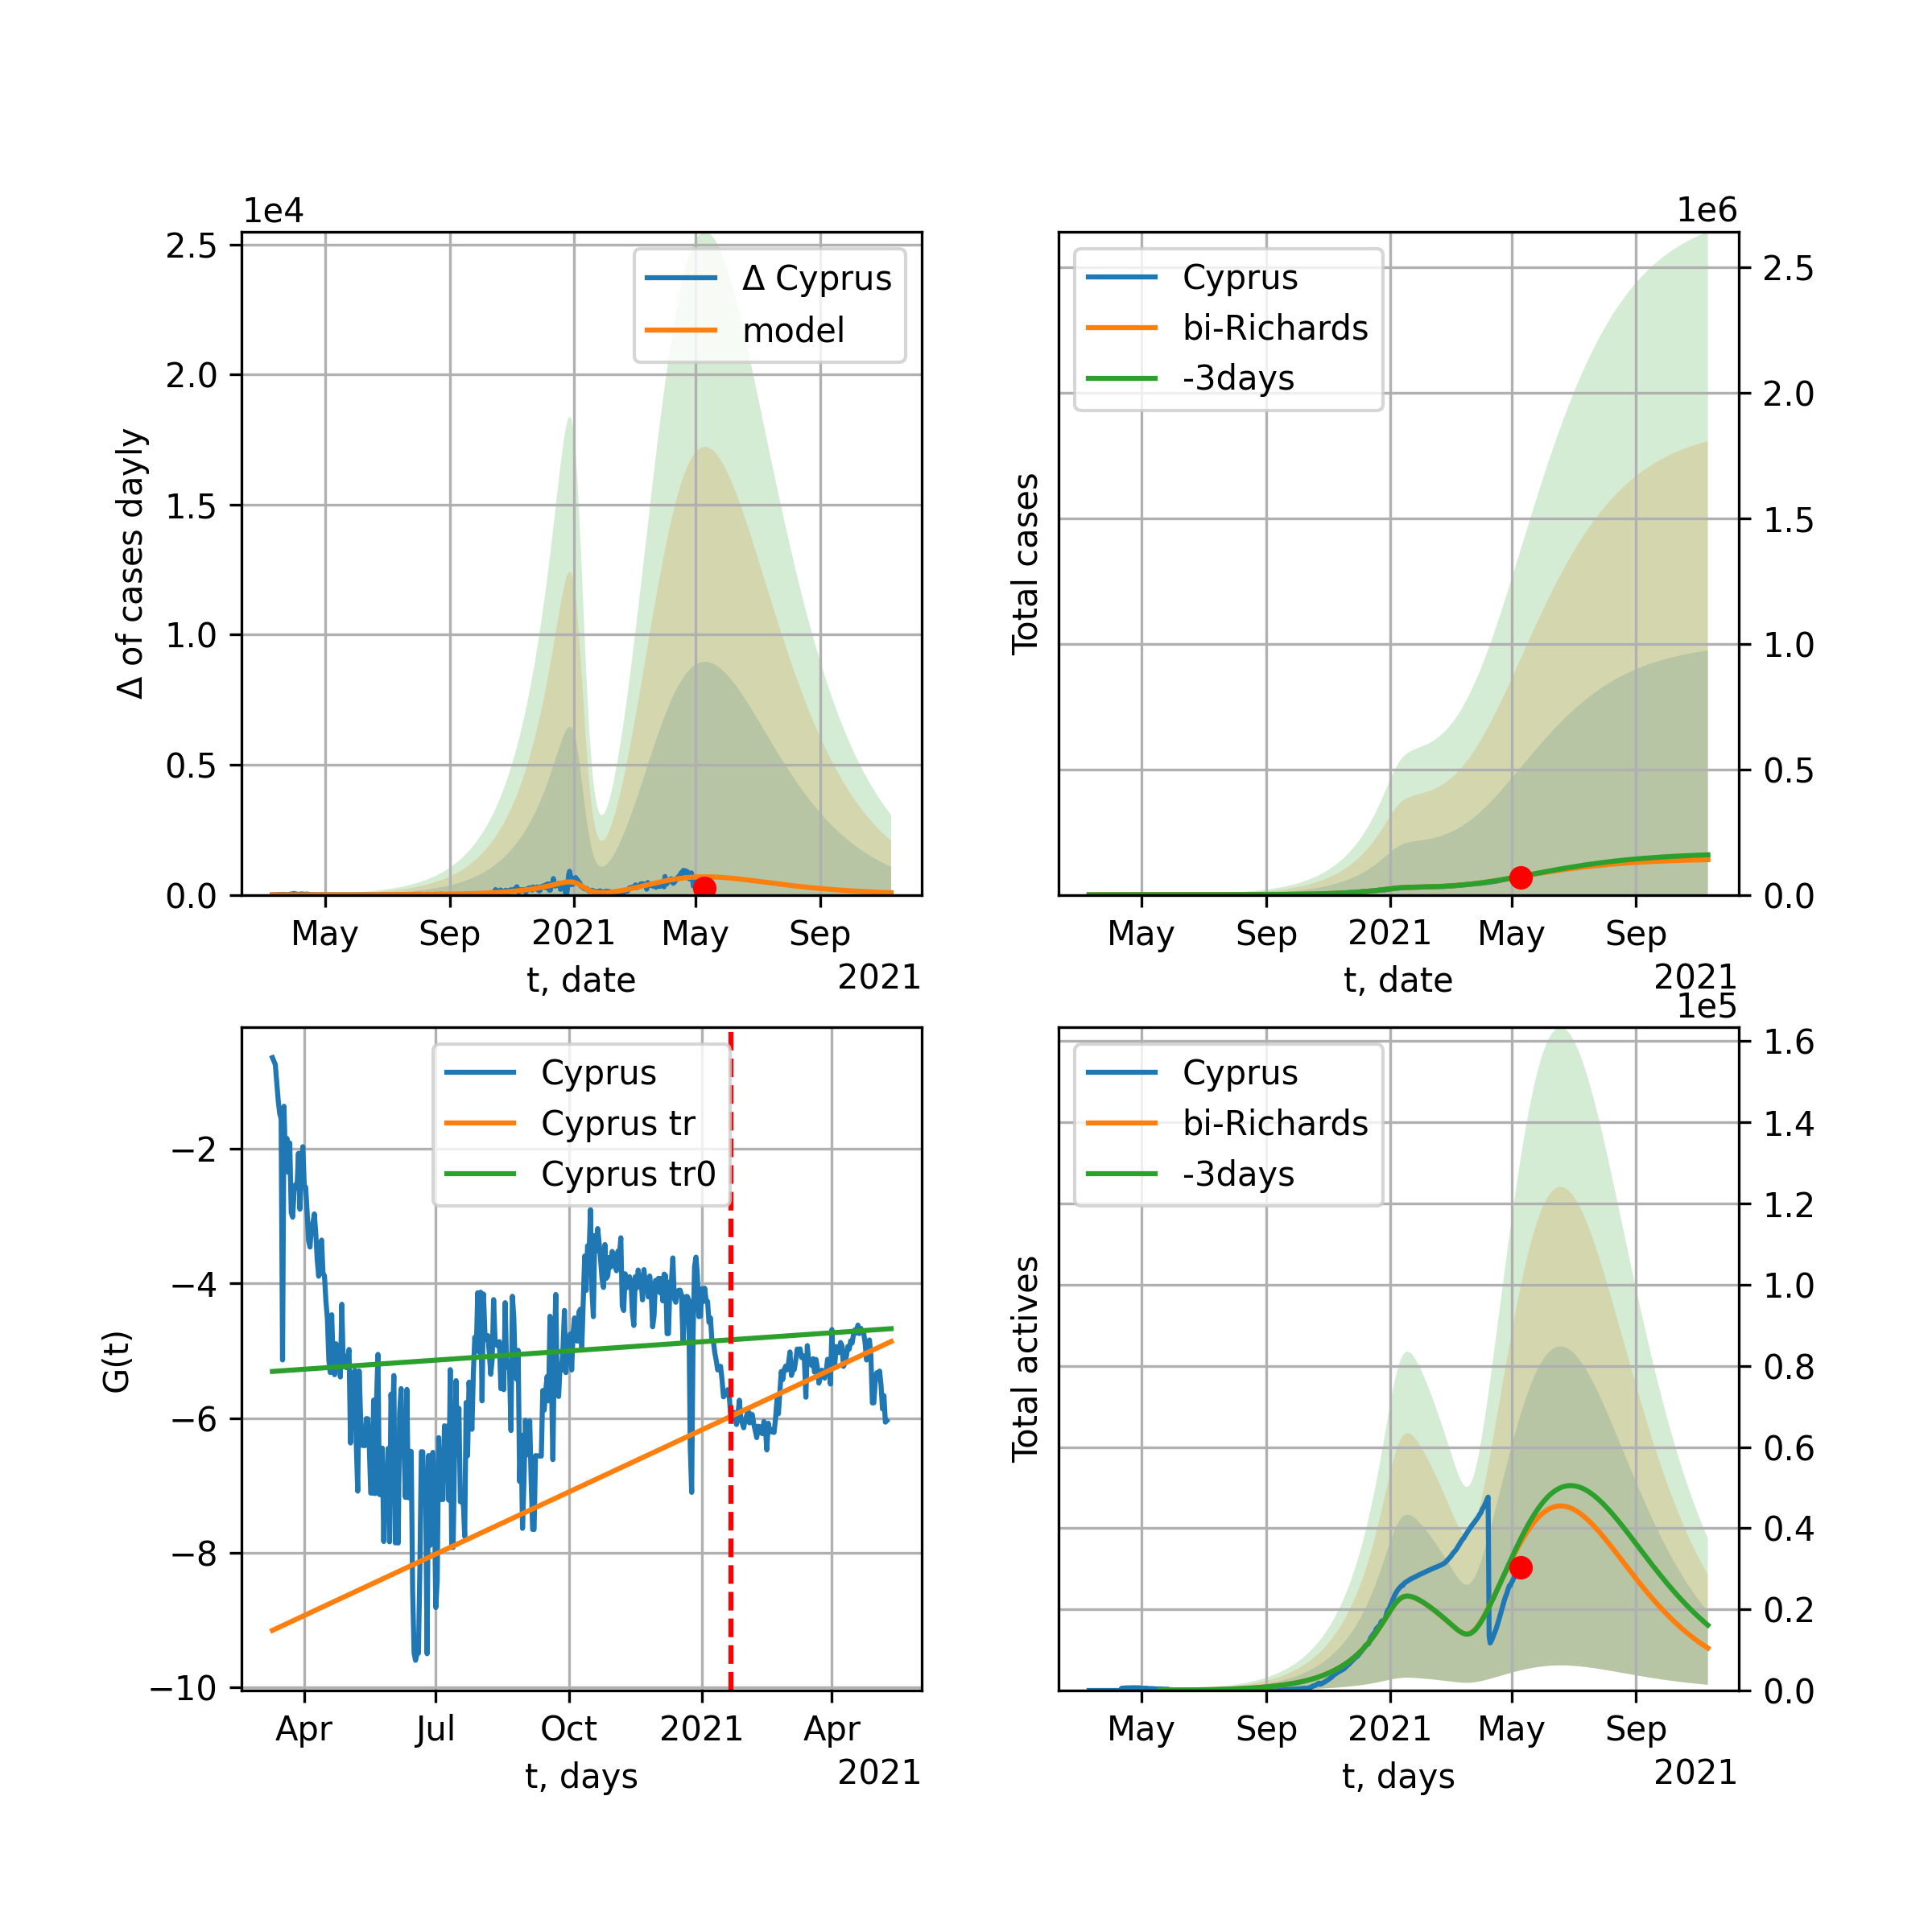 1e4
2.5
2.0
1.5
1.0
0.5
0.0
Δ of cases dayly
Δ Cyprus
model
May Sep 2021 May Sep
t, date
2021
1e6
2.5
2.0
1.5
1.0
0.5
0.0
Total cases
Cyprus
bi-Richards
-3days
May Sep 2021 May Sep
t, date
2021
−2
−4
−6
−8
−10
G(t)
Cyprus
Cyprus tr
Cyprus tr0
Apr Jul Oct 2021 Apr
t, days
2021
1e5
1.6
1.4
1.2
1.0
0.8
0.6
0.4
0.2
0.0
Total actives
Cyprus
bi-Richards
-3days
May Sep 2021 May Sep
t, days
2021